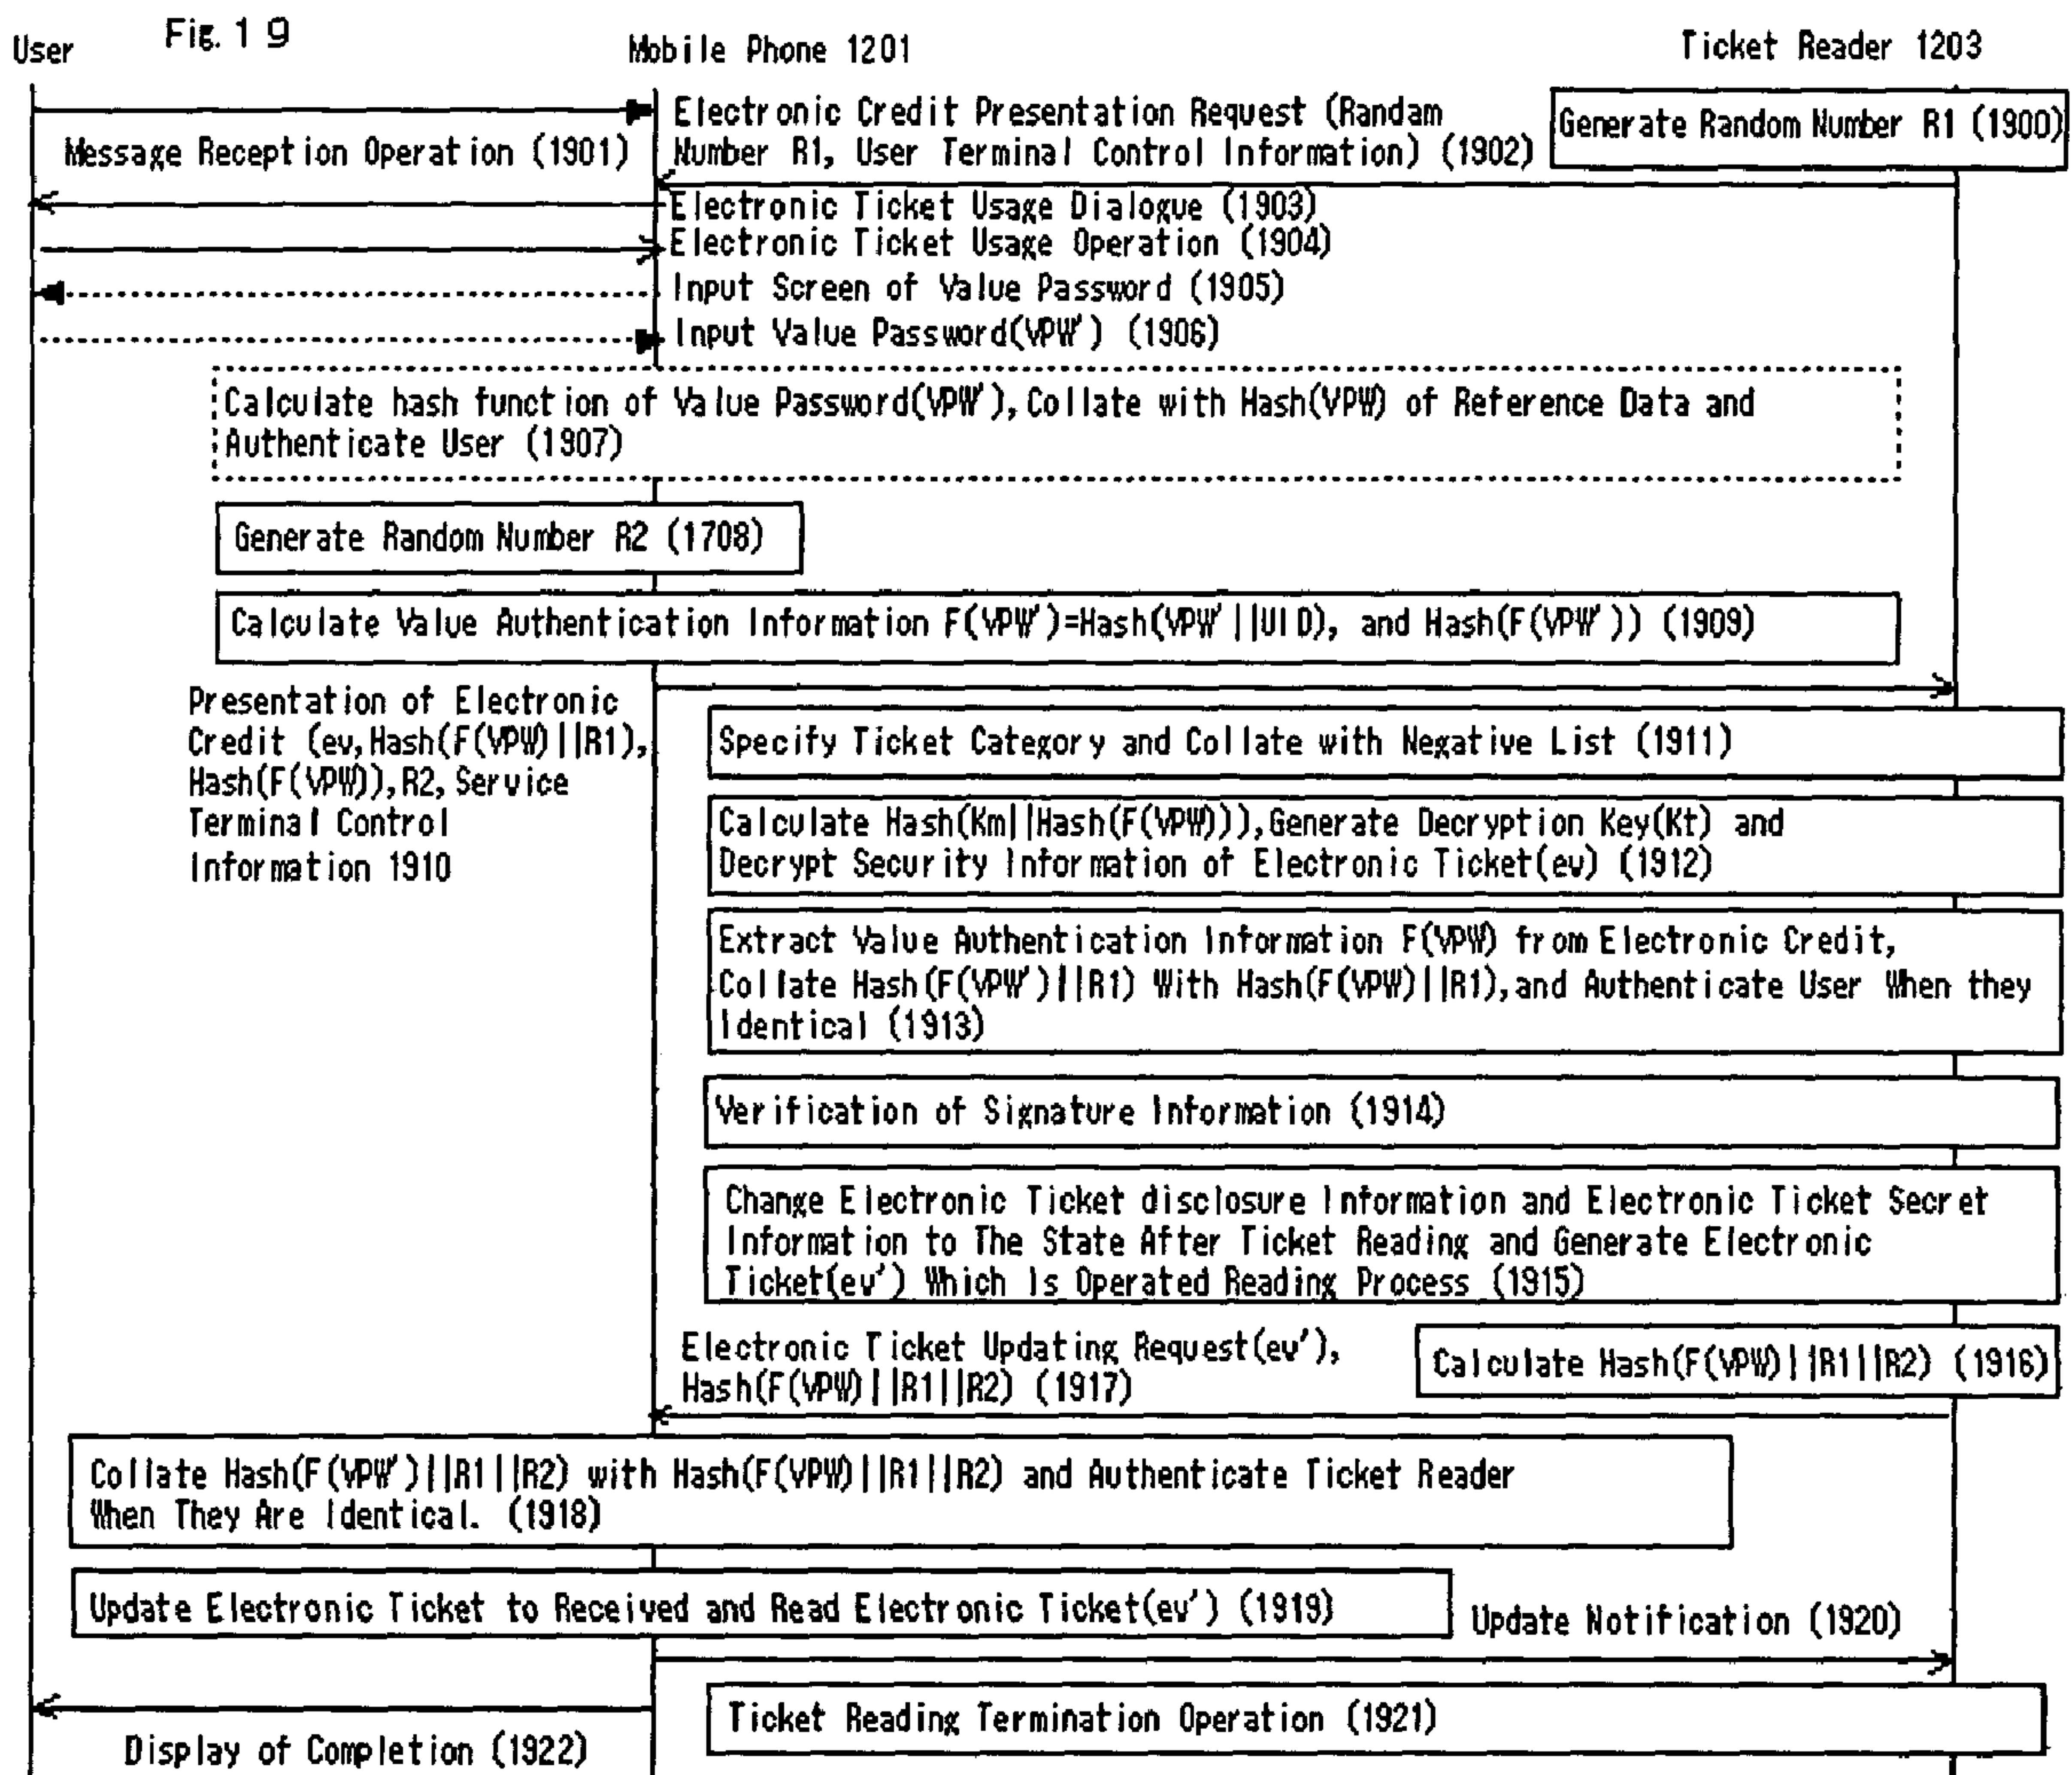 Fig. 19
User
Mobile Phone 1201
Ticket Reader 1203
Message Reception Operation (1901)
Electronic Credit Presentation Request (Randam
Number R1, User Terminal Control Information) (1902)
Generate Random Number R1 (1900)
Electronic Ticket Usage Dialogue (1903)
Electronic Ticket Usage Operation (1904)
Input Screen of Value Password (1905)
Input Value Password(VPW') (1906)
Calculate hash function of Value Password(VPW'), Collate with Hash(VPW) of Reference Data and
Authenticate User (1907)
Generate Random Number R2 (1708)
Calculate Value Authentication Information F(VPW')=Hash(VPW'||UID), and Hash(F(VPW')) (1909)
Presentation of Electronic
Credit (ev, Hash(F(VPW)||R1),
Hash(F(VPW)), R2, Service
Terminal Control
Information 1910
Specify Ticket Category and Collate with Negative List (1911)
Calculate Hash(Km||Hash(F(VPW))), Generate Decryption Key(Kt) and
Decrypt Security Information of Electronic Ticket(ev) (1912)
Extract Value Authentication Information F(VPW) from Electronic Credit,
Collate Hash(F(VPW')||R1) With Hash(F(VPW)||R1), and Authenticate User When they
Identical (1913)
Verification of Signature Information (1914)
Change Electronic Ticket disclosure Information and Electronic Ticket Secret
Information to The State After Ticket Reading and Generate Electronic
Ticket(ev') Which Is Operated Reading Process (1915)
Electronic Ticket Updating Request(ev'),
Hash(F(VPW)||R1||R2) (1917)
Calculate Hash(F(VPW)||R1||R2) (1916)
Collate Hash(F(VPW')||R1||R2) with Hash(F(VPW)||R1||R2) and Authenticate Ticket Reader
When They Are Identical. (1918)
Update Electronic Ticket to Received and Read Electronic Ticket(ev') (1919)
Update Notification (1920)
Ticket Reading Termination Operation (1921)
Display of Completion (1922)